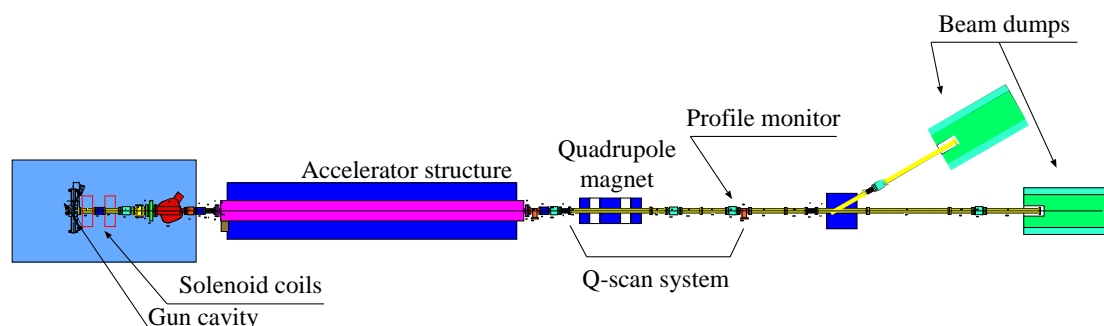 Beam dumps
Profile monitor
Quadrupole
magnet
Accelerator structure
Q-scan system
Solenoid coils
Gun cavity